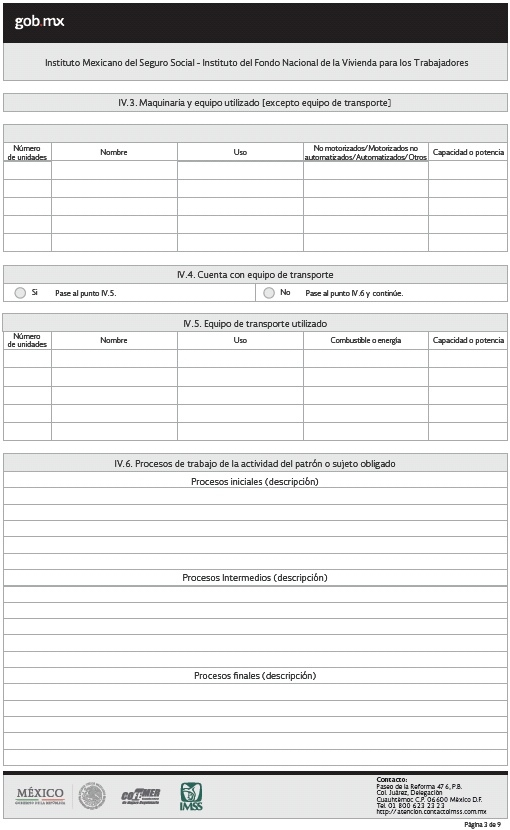 gob.mx
Instituto Mexicano del Seguro Social - Instituto del Fondo Nacional de la Vivienda para los Trabajadores
IV.3. Maquinaria y equipo utilizado [excepto equipo de transporte]
Número de unidades
Nombre
Uso
No motorizados/Motorizados no automatizados/Automatizados/Otros
Capacidad o potencia
IV.4. Cuenta con equipo de transporte
Si Pase al punto IV.5.
No Pase al punto IV.6 y continúe.
IV.5. Equipo de transporte utilizado
Número de unidades
Nombre
Uso
Combustible o energía
Capacidad o potencia
IV.6. Procesos de trabajo de la actividad del patrón o sujeto obligado
Procesos iniciales (descripción)
Procesos Intermedios (descripción)
Procesos finales (descripción)
MÉXICO
GOBIERNO DE LA REPÚBLICA
IMSS
Contacto:
Paseo de la Reforma 476, P.B.
Col. Juárez, Delegación
Cuauhtémoc C.P. 06600 México D.F.
Tel. 01 800 623 23 23
http://atencion.contactoimss.com.mx
Página 3 de 9